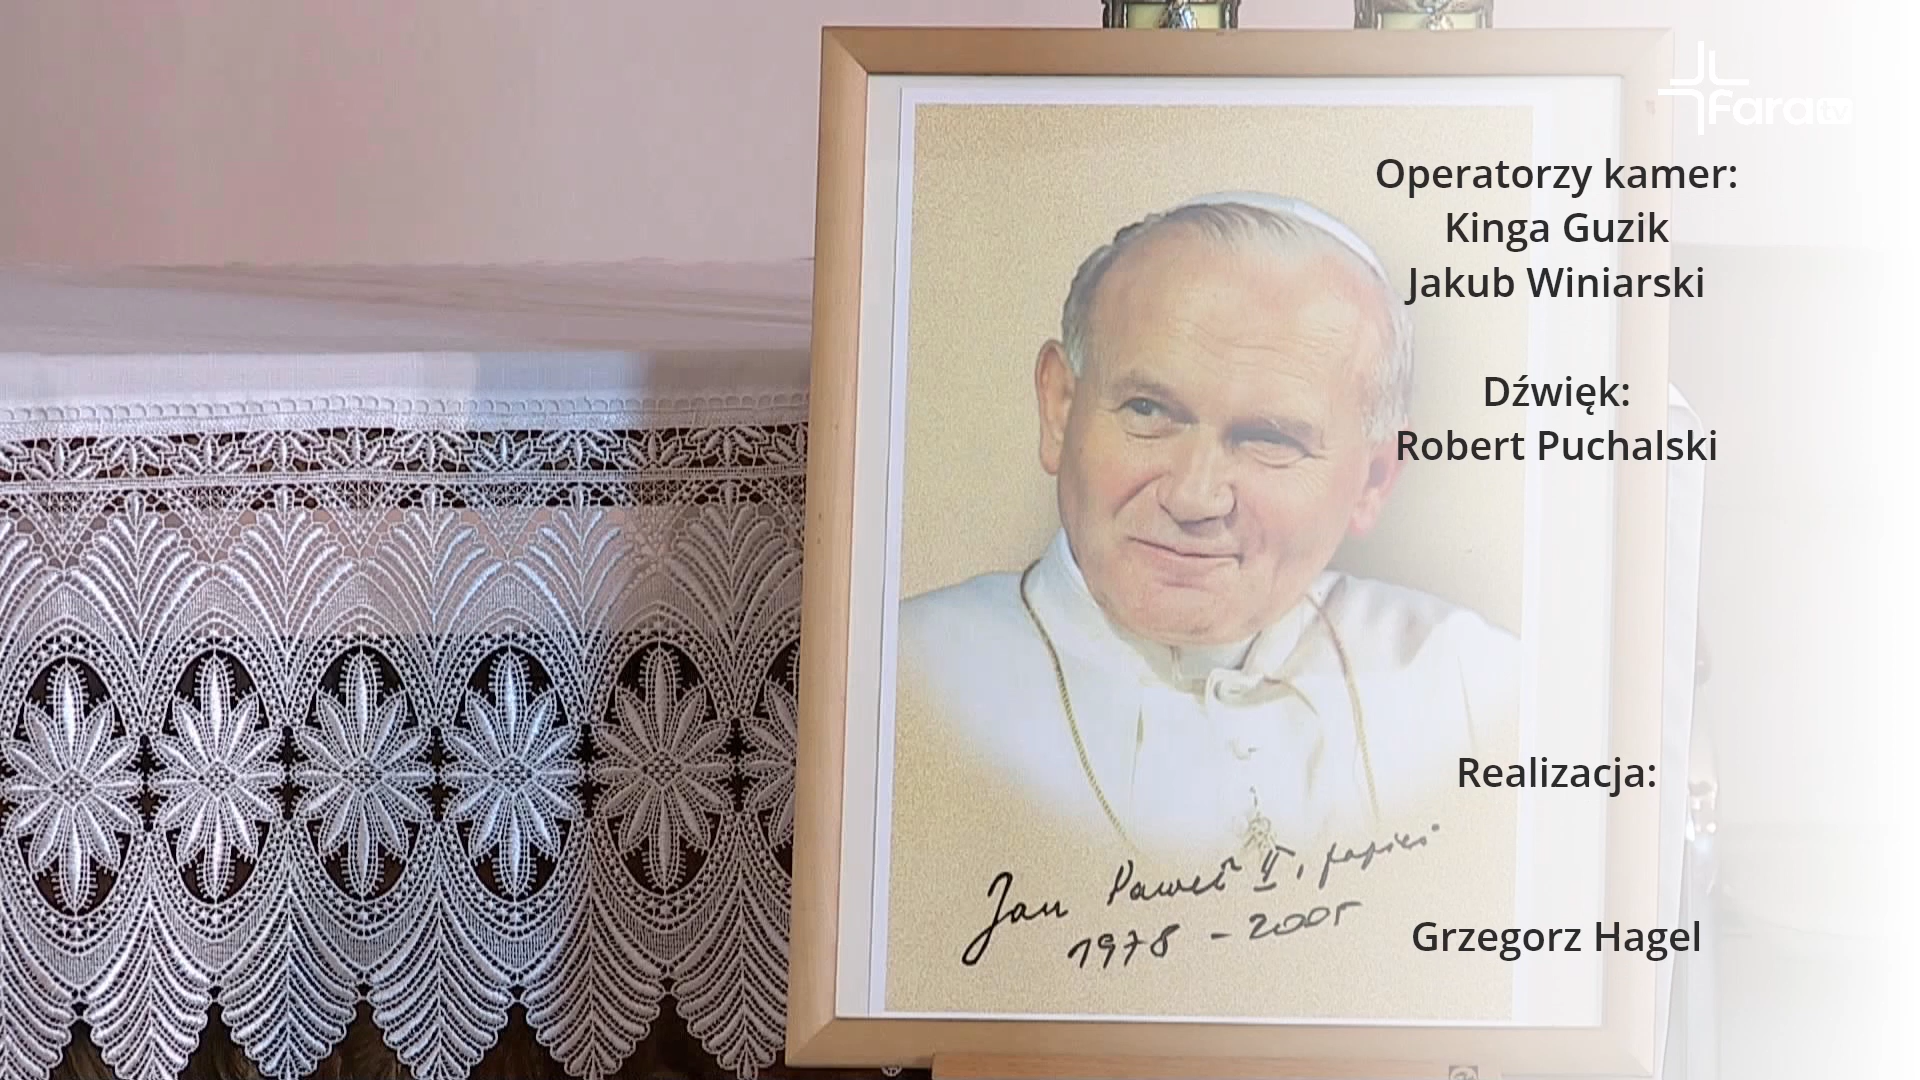 Fara tv
Operatorzy kamer:
Kinga Guzik
Jakub Winiarski
Dźwięk:
Robert Puchalski
Realizacja:
Jan Paweł II, papież
1978 - 2005
Grzegorz Hagel